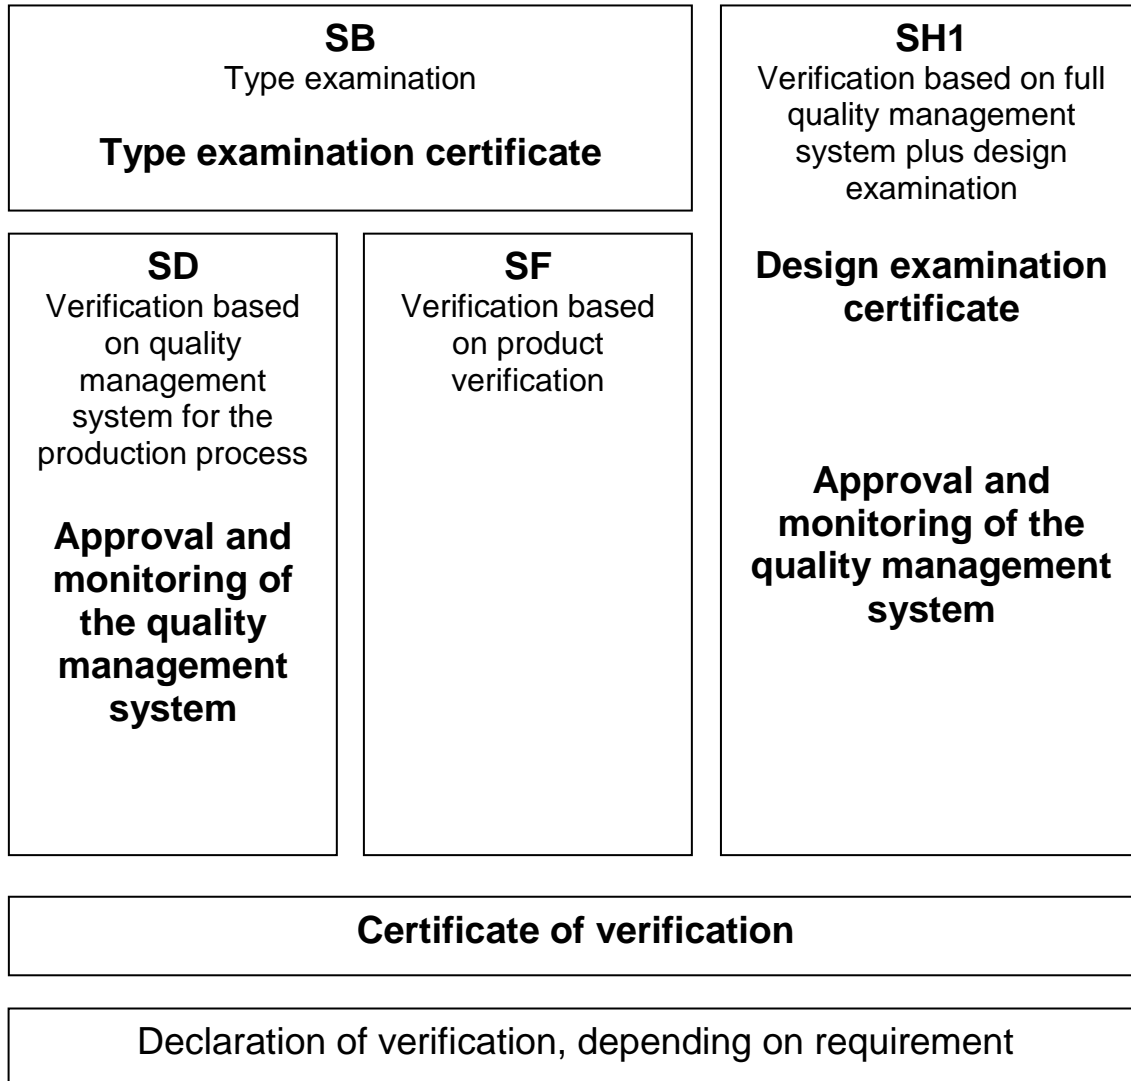 SB
Type examination
Type examination certificate
SD
Verification based
on quality
management
system for the
production process
Approval and
monitoring of
the quality
management
system
SF
Verification based
on product
verification
SH1
Verification based on full
quality management
system plus design
examination
Design examination
certificate
Approval and
monitoring of the
quality management
system
Certificate of verification
Declaration of verification, depending on requirement